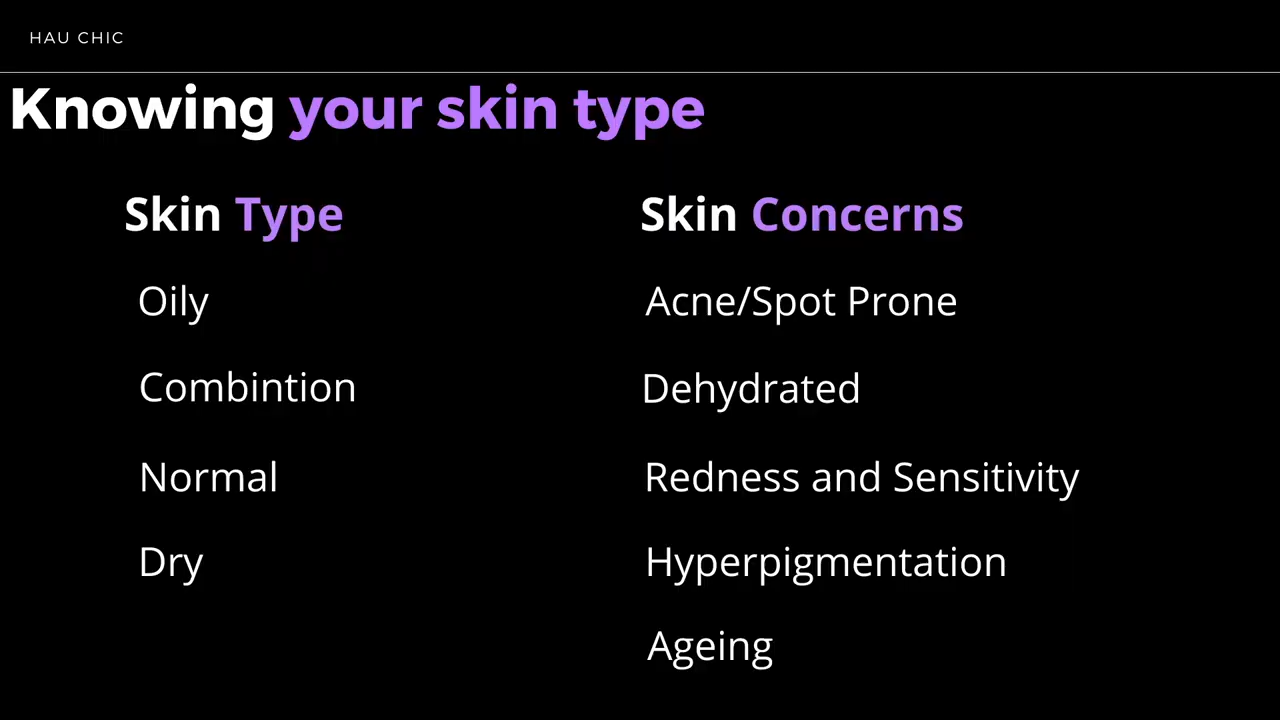 HAU CHIC
Knowing your skin type
Skin Type
Oily
Combintion
Normal
Dry
Skin Concerns
Acne/Spot Prone
Dehydrated
Redness and Sensitivity
Hyperpigmentation
Ageing